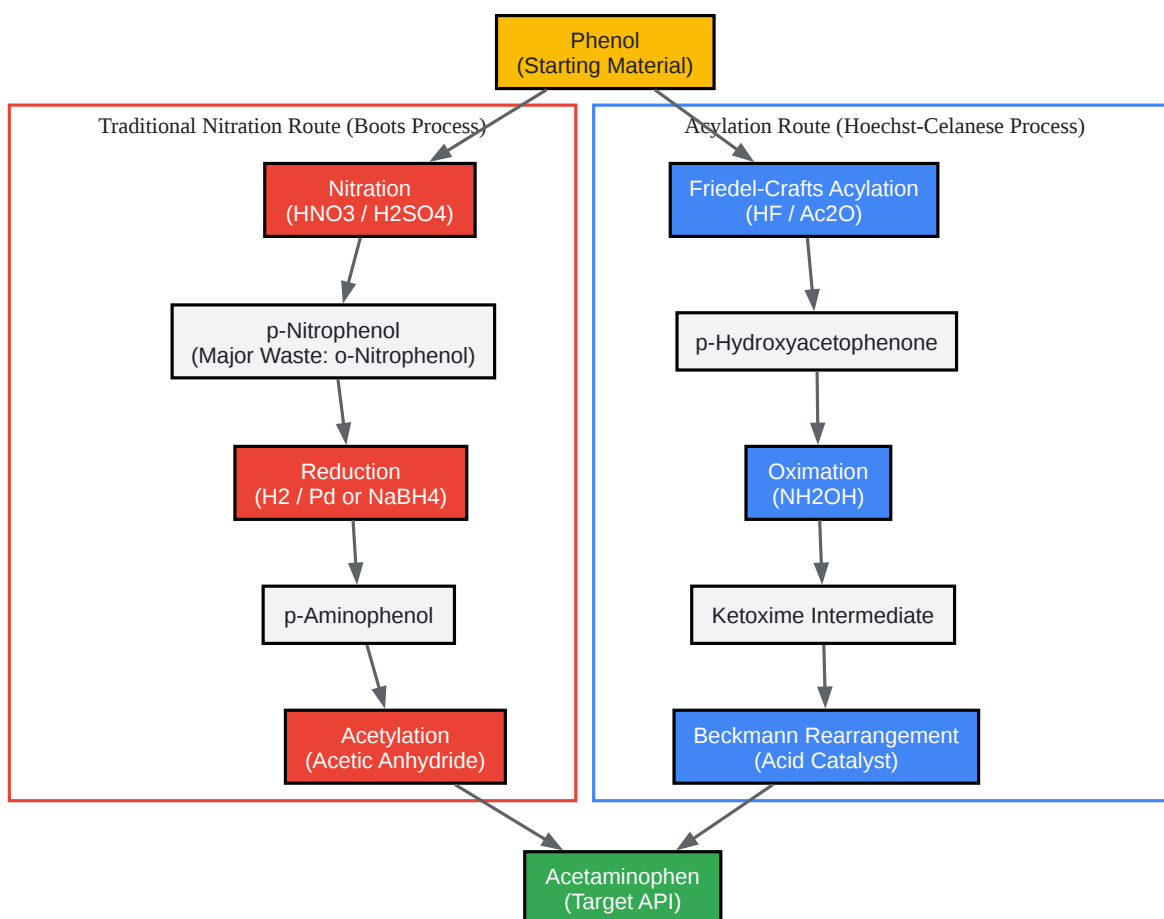 Phenol
(Starting Material)
Traditional Nitration Route (Boots Process)
Nitration
(HNO3 / H2SO4)
p-Nitrophenol
(Major Waste: o-Nitrophenol)
Reduction
(H2 / Pd or NaBH4)
p-Aminophenol
Acetylation
(Acetic Anhydride)
Acylation Route (Hoechst-Celanese Process)
Friedel-Crafts Acylation
(HF / Ac2O)
p-Hydroxyacetophenone
Oximation
(NH2OH)
Ketoxime Intermediate
Beckmann Rearrangement
(Acid Catalyst)
Acetaminophen
(Target API)